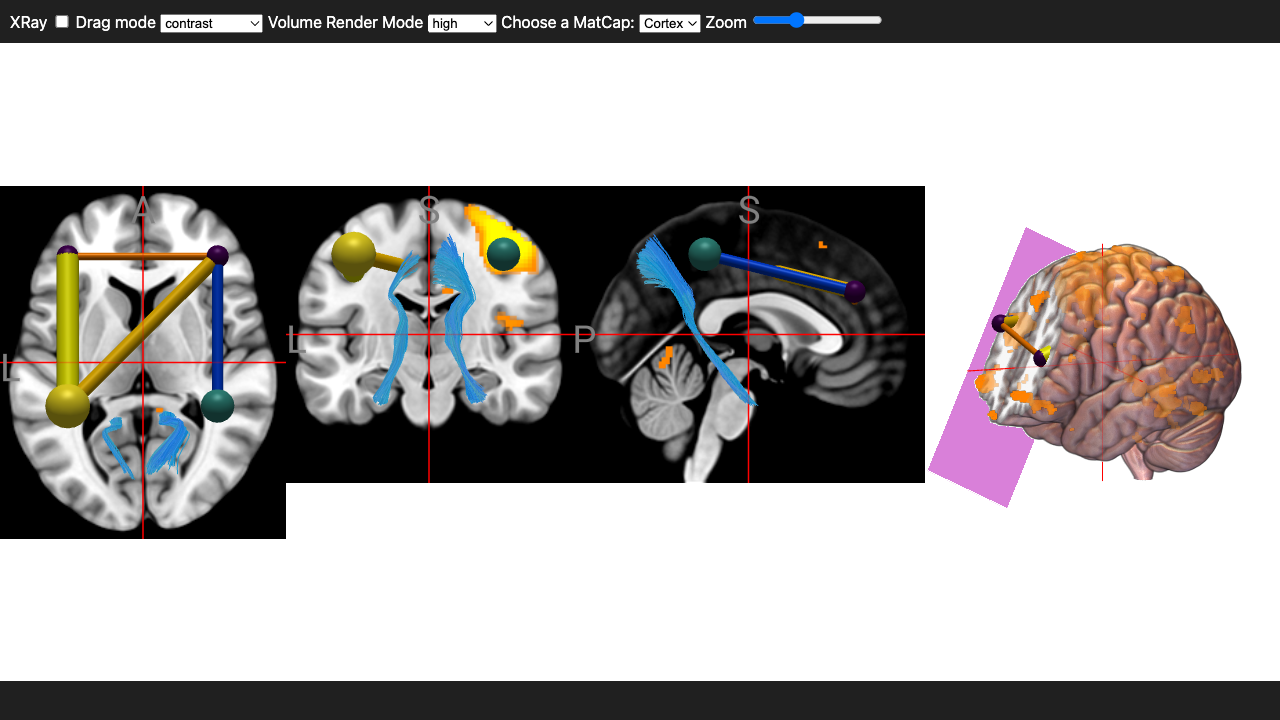 XRay Drag mode contrast Volume Render Mode high Choose a MatCap: Cortex Zoom
A S S
L L P